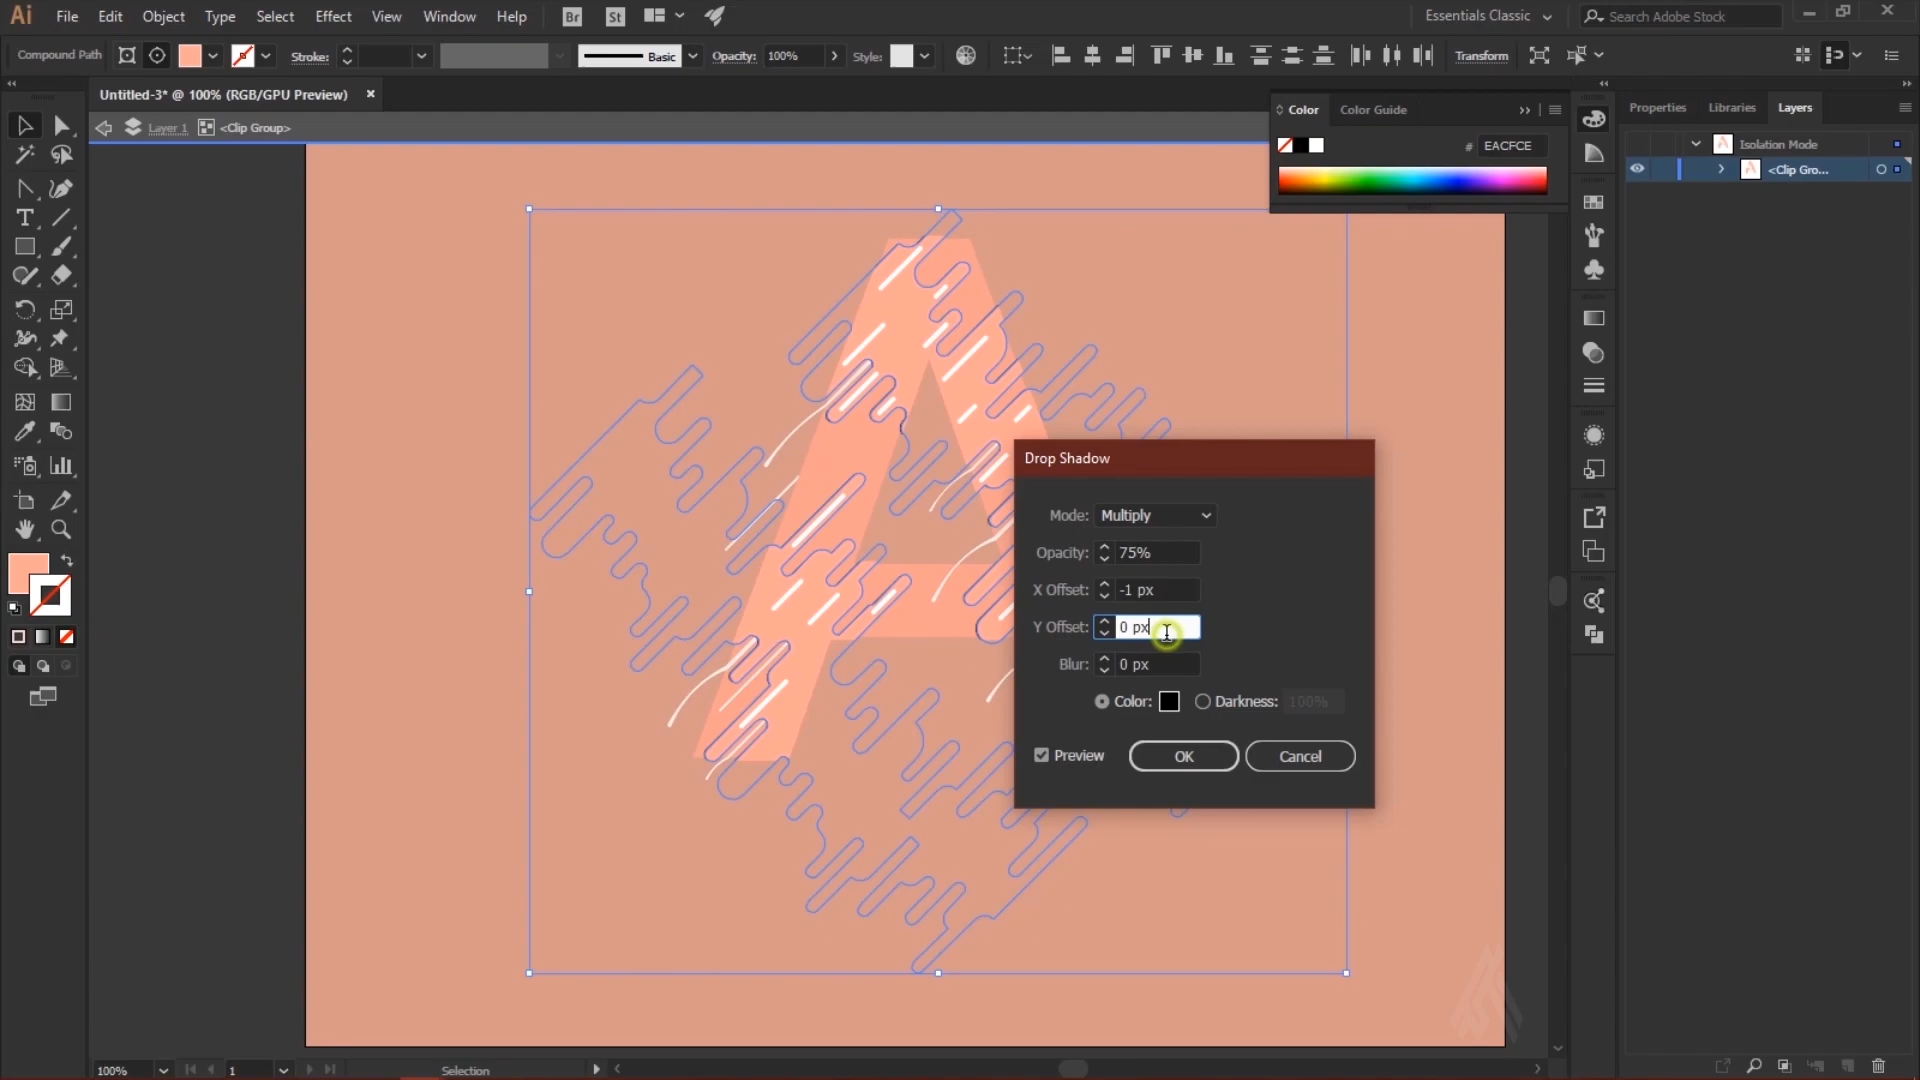 Ai File Edit Object Type Select Effect View Window Help Br St Essentials Classic Search Adobe Stock
Compound Path Stroke: Basic Opacity: 100% Style: Transform
Untitled-3* @ 100% (RGB/GPU Preview)
Layer 1 <Clip Group>
Color Color Guide
# EACFCE
Properties Libraries Layers
Isolation Mode
<Clip Gro...
Drop Shadow
Mode: Multiply
Opacity: 75%
X Offset: -1 px
Y Offset: 0 px
Blur: 0 px
Color: Darkness: 100%
Preview OK Cancel
100% 1 Selection